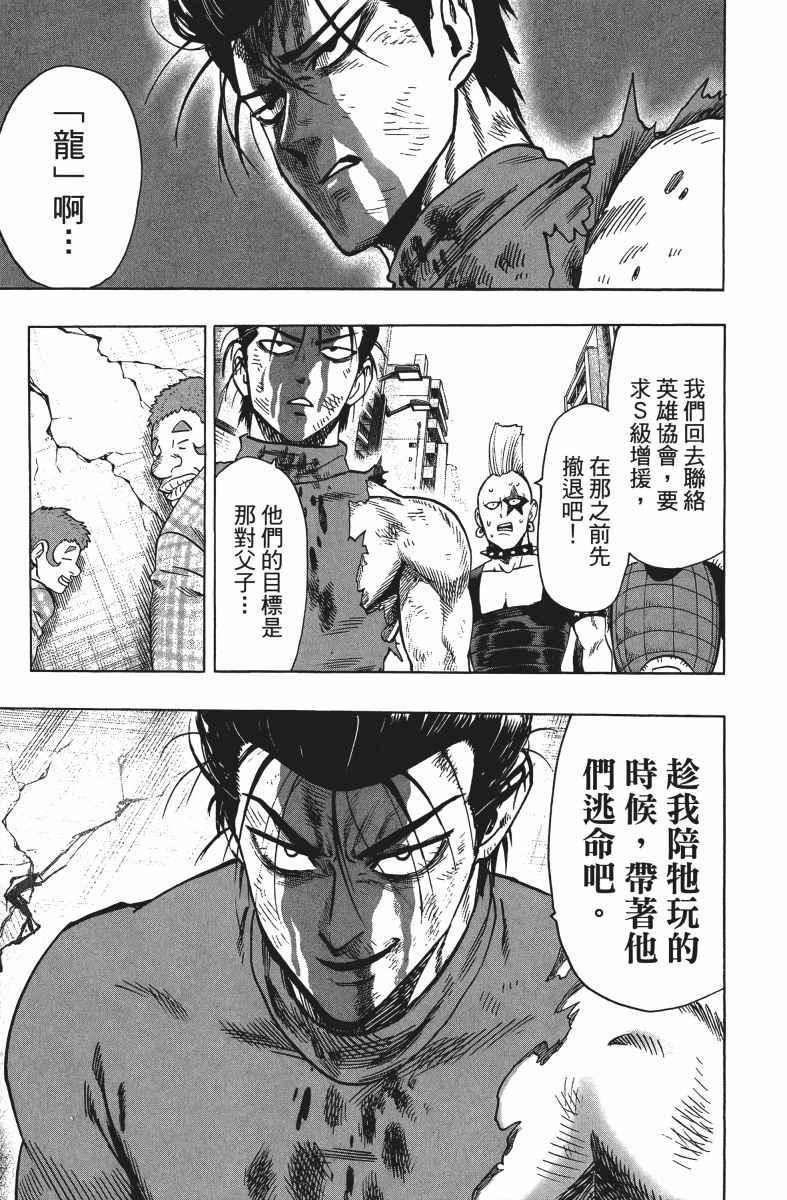 「龍」啊…
我們回去聯絡
英雄協會，要
求S級增援，
在那之前先
撤退吧！
他們的目標是
那對父子…
趁我陪牠玩的
時候，帶著他
們逃命吧。